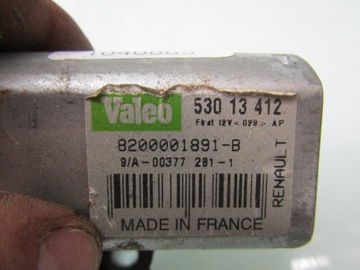 Valeo
530 13 412
8200001891-B
9/A-00377 281-1
RENAULT
MADE IN FRANCE